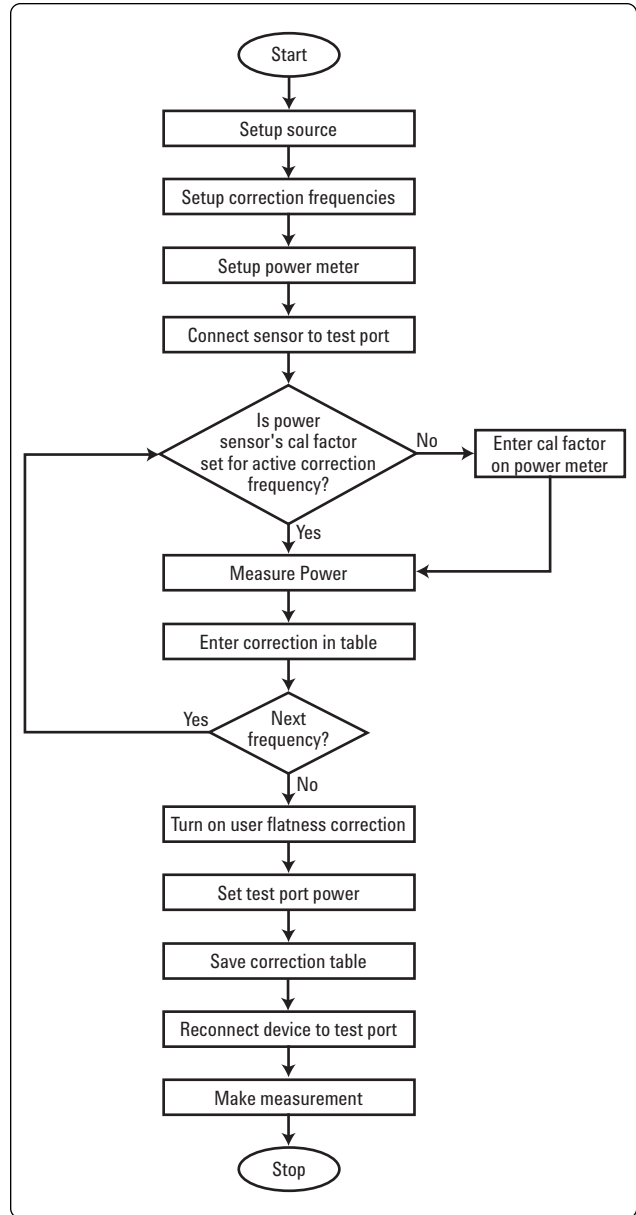 Start
Setup source
Setup correction frequencies
Setup power meter
Connect sensor to test port
Is power
sensor's cal factor
set for active correction
frequency?
No
Enter cal factor
on power meter
Yes
Measure Power
Enter correction in table
Yes
Next
frequency?
No
Turn on user flatness correction
Set test port power
Save correction table
Reconnect device to test port
Make measurement
Stop